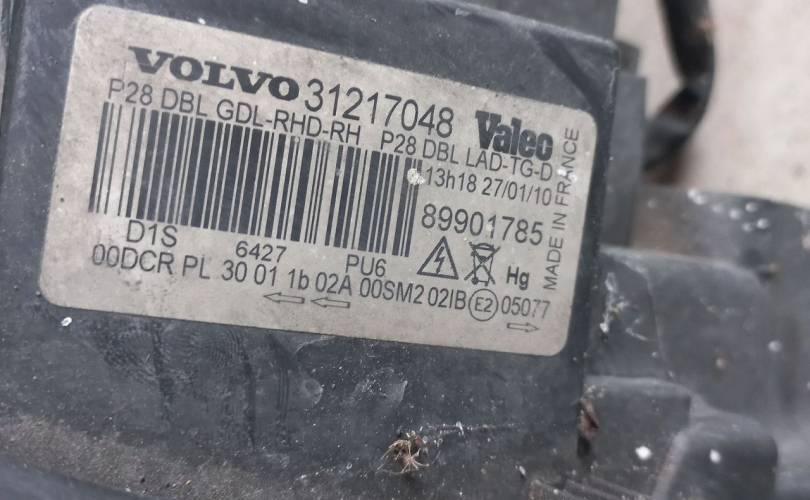 VOLVO 31217048 Valeo
P28 DBL GDL-RHD-RH P28 DBL LAD-TG-D
13h18 27/01/10
89901785
MADE IN FRANCE
D1S 6427 PU6
Hg
00DCR PL 30 01 1b 02A 00SM2 02IB E2 05077